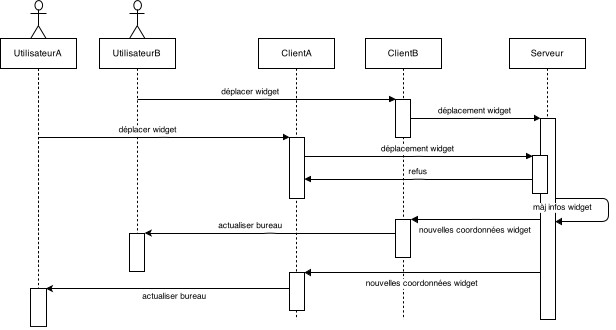 UtilisateurA
UtilisateurB
ClientA
ClientB
Serveur
déplacer widget
déplacement widget
déplacer widget
déplacement widget
refus
màj infos widget
actualiser bureau
nouvelles coordonnées widget
nouvelles coordonnées widget
actualiser bureau